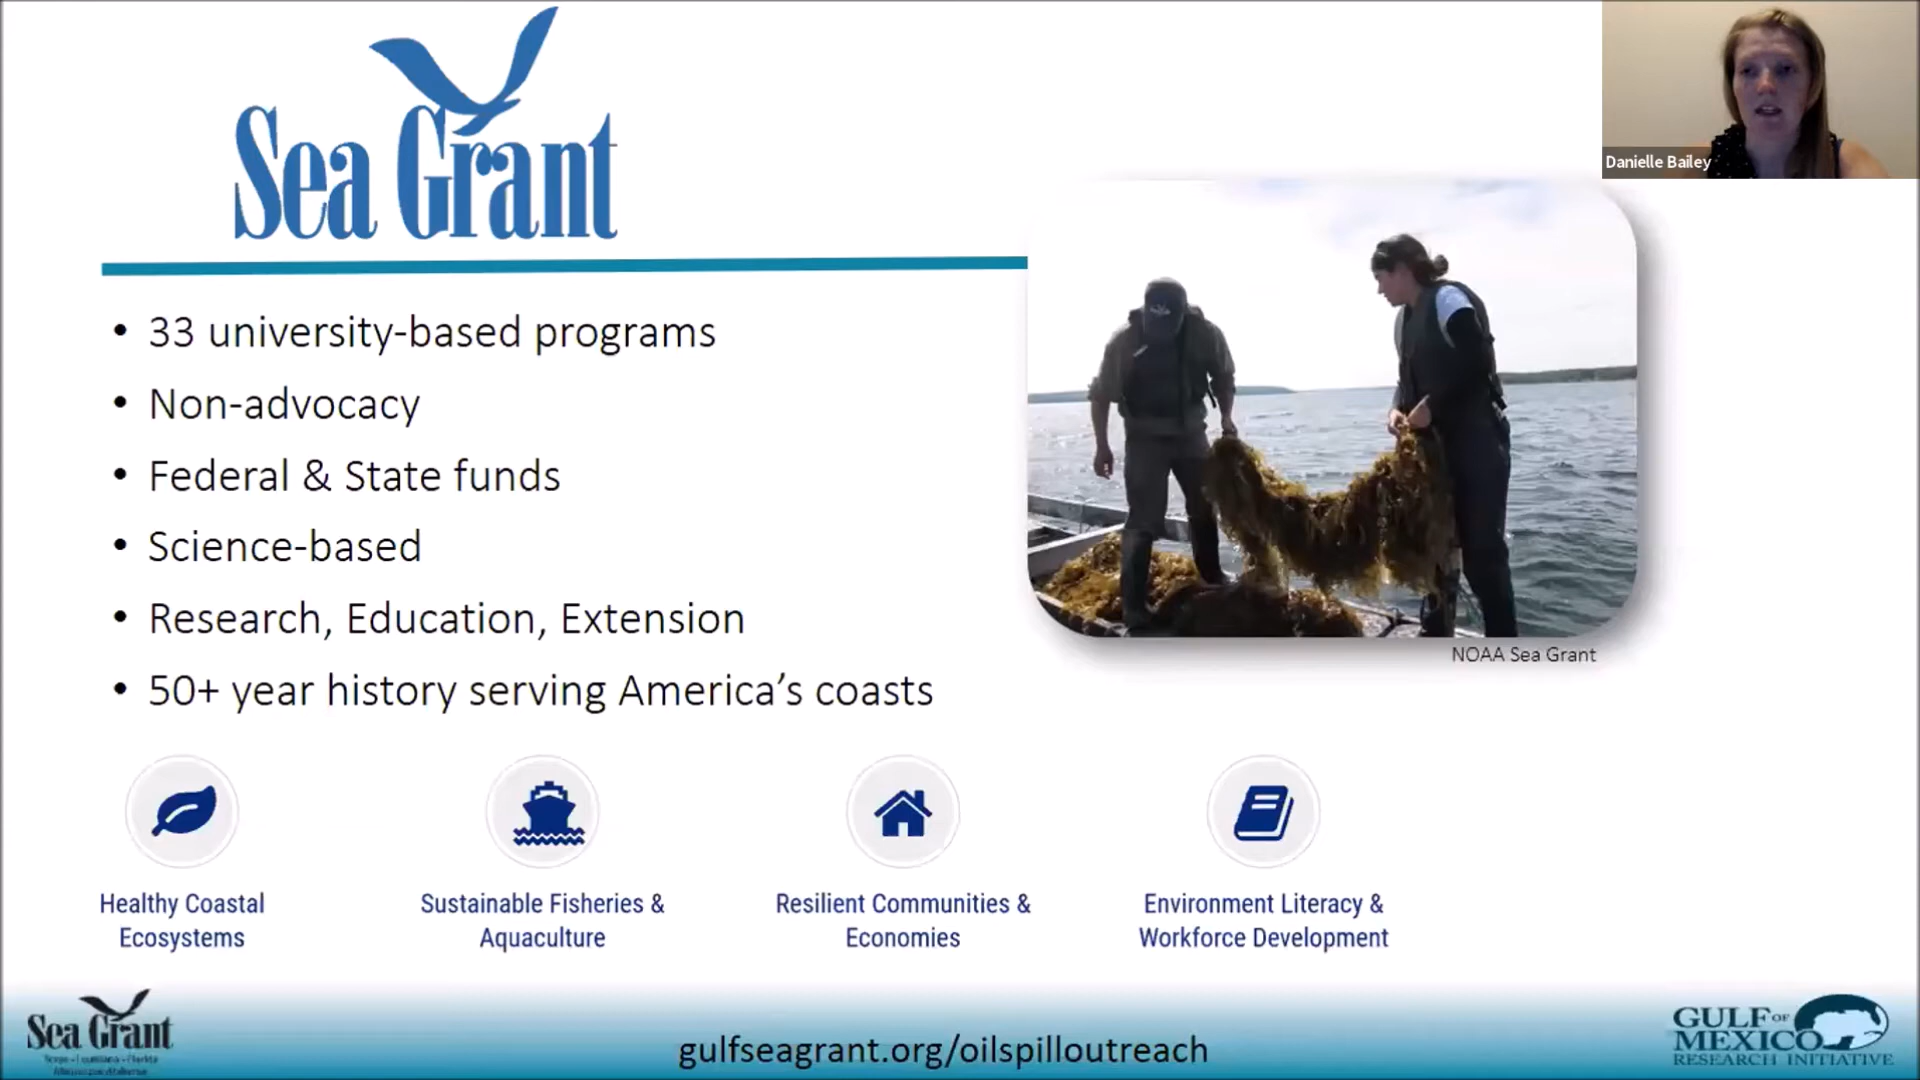 Sea Grant
Danielle Bailey
• 33 university-based programs
• Non-advocacy
• Federal & State funds
• Science-based
• Research, Education, Extension
• 50+ year history serving America’s coasts
NOAA Sea Grant
Healthy Coastal
Ecosystems
Sustainable Fisheries &
Aquaculture
Resilient Communities &
Economies
Environment Literacy &
Workforce Development
Sea Grant
gulfseagrant.org/oilspilloutreach
GULF OF
MEXICO
RESEARCH INITIATIVE